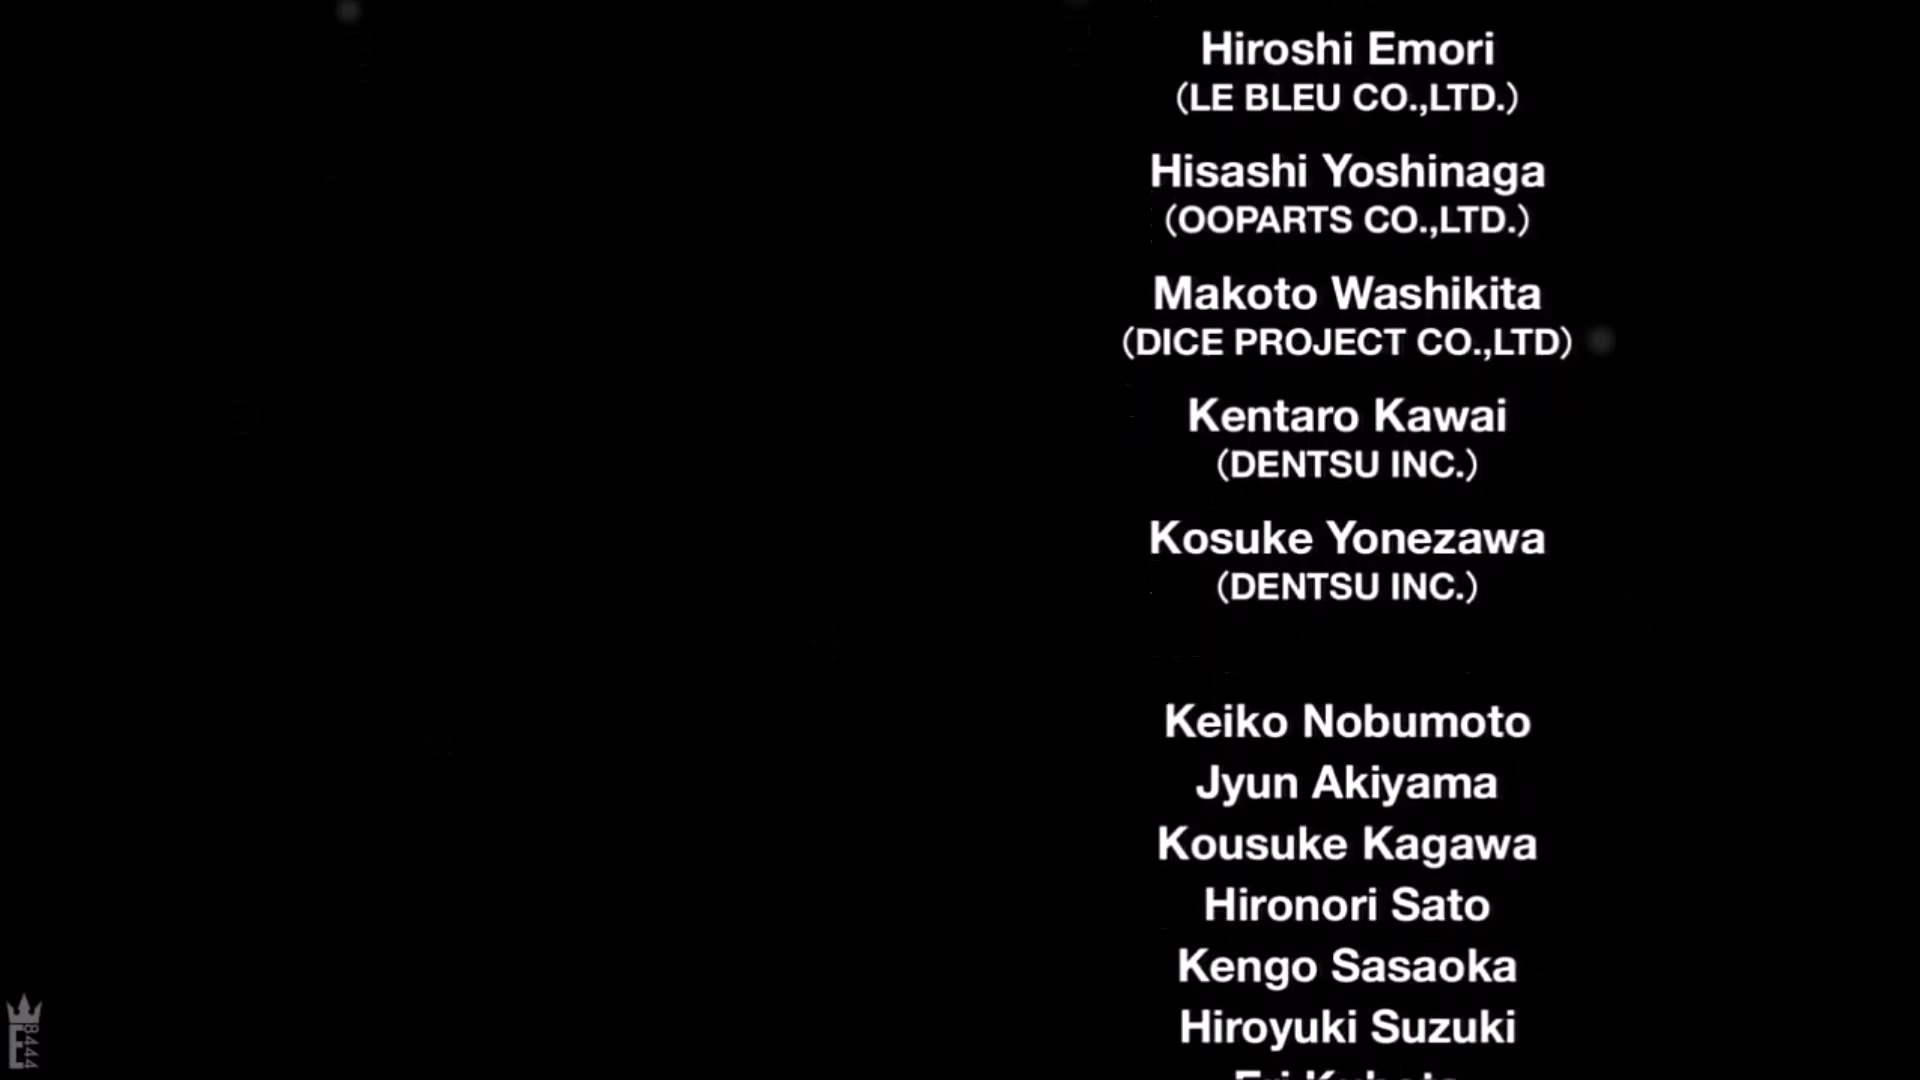 Hiroshi Emori
(LE BLEU CO.,LTD.)
Hisashi Yoshinaga
(OOPARTS CO.,LTD.)
Makoto Washikita
(DICE PROJECT CO.,LTD)
Kentaro Kawai
(DENTSU INC.)
Kosuke Yonezawa
(DENTSU INC.)
Keiko Nobumoto
Jyun Akiyama
Kousuke Kagawa
Hironori Sato
Kengo Sasaoka
Hiroyuki Suzuki
E8444